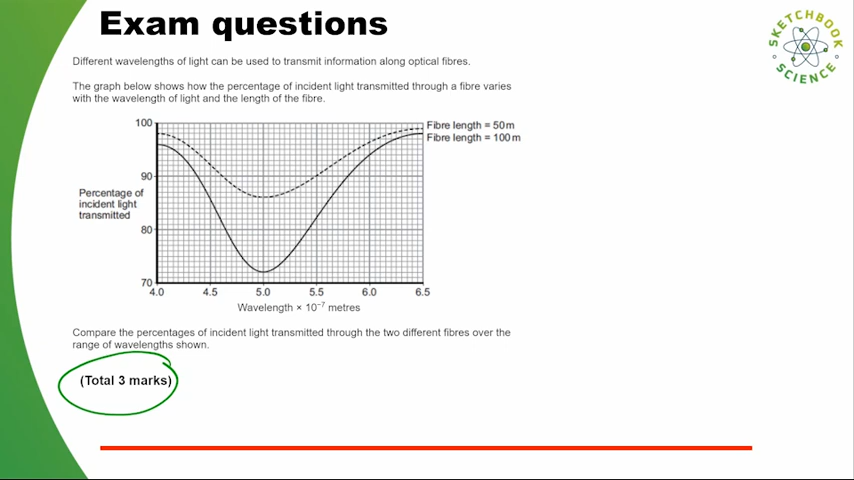 Exam questions
SKETCHBOOK
SCIENCE
Different wavelengths of light can be used to transmit information along optical fibres.
The graph below shows how the percentage of incident light transmitted through a fibre varies
with the wavelength of light and the length of the fibre.
100
90
80
70
Percentage of
incident light
transmitted
Fibre length = 50 m
Fibre length = 100 m
4.0 4.5 5.0 5.5 6.0 6.5
Wavelength × 10⁻⁷ metres
Compare the percentages of incident light transmitted through the two different fibres over the
range of wavelengths shown.
(Total 3 marks)